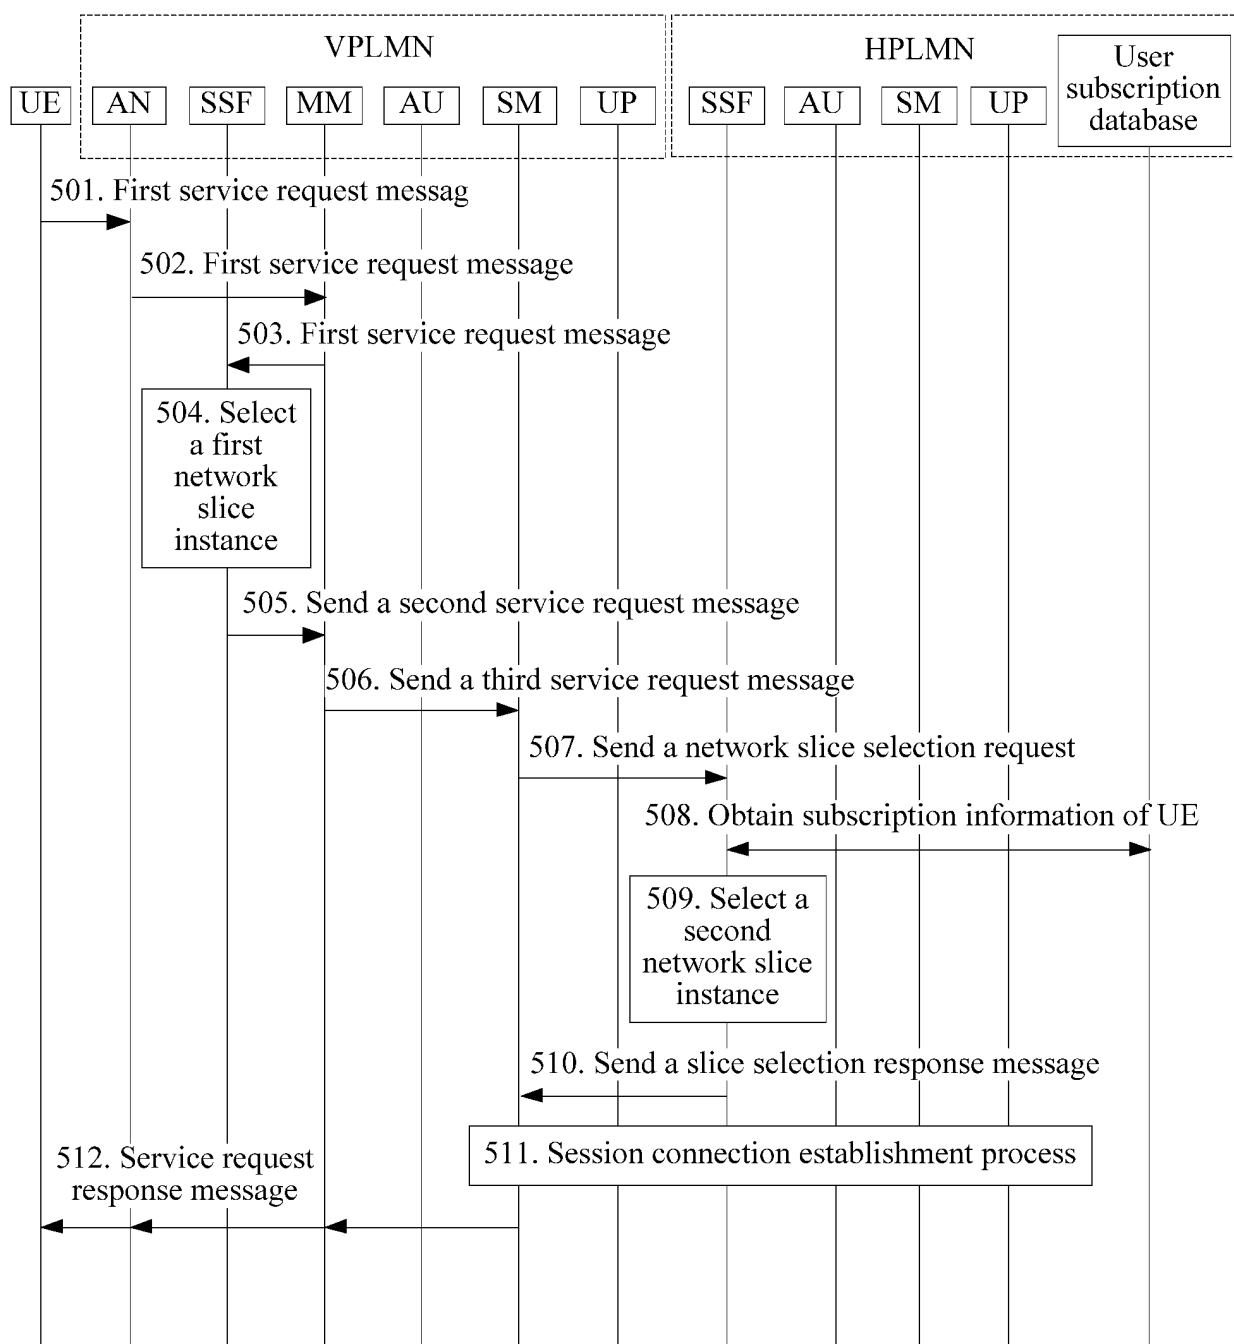 VPLMN
HPLMN
User
subscription
database
UE
AN
SSF
MM
AU
SM
UP
SSF
AU
SM
UP
501. First service request messag
502. First service request message
503. First service request message
504. Select
a first
network
slice
instance
505. Send a second service request message
506. Send a third service request message
507. Send a network slice selection request
508. Obtain subscription information of UE
509. Select a
second
network slice
instance
510. Send a slice selection response message
511. Session connection establishment process
512. Service request
response message